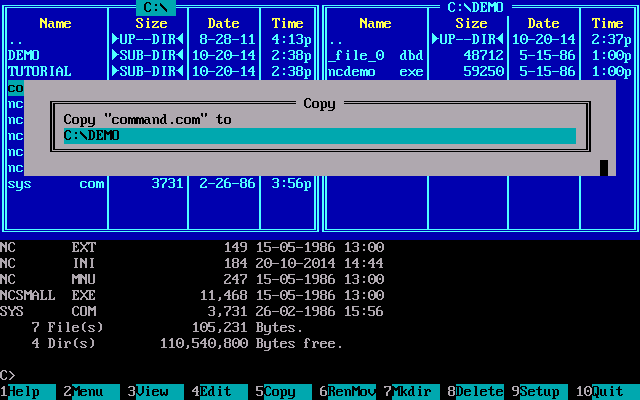 C:\ C:\DEMO
Name Size Date Time Name Size Date Time
.. ►UP--DIR◄ 8-28-11 4:13p .. ►UP--DIR◄ 10-20-14 2:37p
DEMO ►SUB-DIR◄ 10-20-14 2:38p _file_0 dbd 48712 5-15-86 1:00p
TUTORIAL ►SUB-DIR◄ 10-20-14 2:38p ncdemo exe 59250 5-15-86 1:00p
co
nc Copy
nc Copy "command.com" to
nc C:\DEMO
nc
nc
sys com 3731 2-26-86 3:56p
NC EXT 149 15-05-1986 13:00
NC INI 184 20-10-2014 14:44
NC MNU 247 15-05-1986 13:00
NCSMALL EXE 11,468 15-05-1986 13:00
SYS COM 3,731 26-02-1986 15:56
7 File(s) 105,231 Bytes.
4 Dir(s) 110,540,800 Bytes free.
C>
1Help 2Menu 3View 4Edit 5Copy 6RenMov 7Mkdir 8Delete 9Setup 10Quit